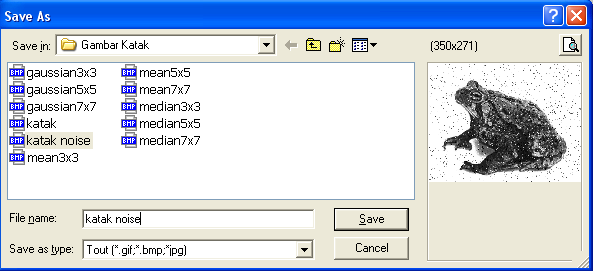 Save As
Save in: Gambar Katak (350x271)
gaussian3x3 mean5x5
gaussian5x5 mean7x7
gaussian7x7 median3x3
katak median5x5
katak noise median7x7
mean3x3
File name: katak noise Save
Save as type: Tout (*.gif;*.bmp;*jpg) Cancel